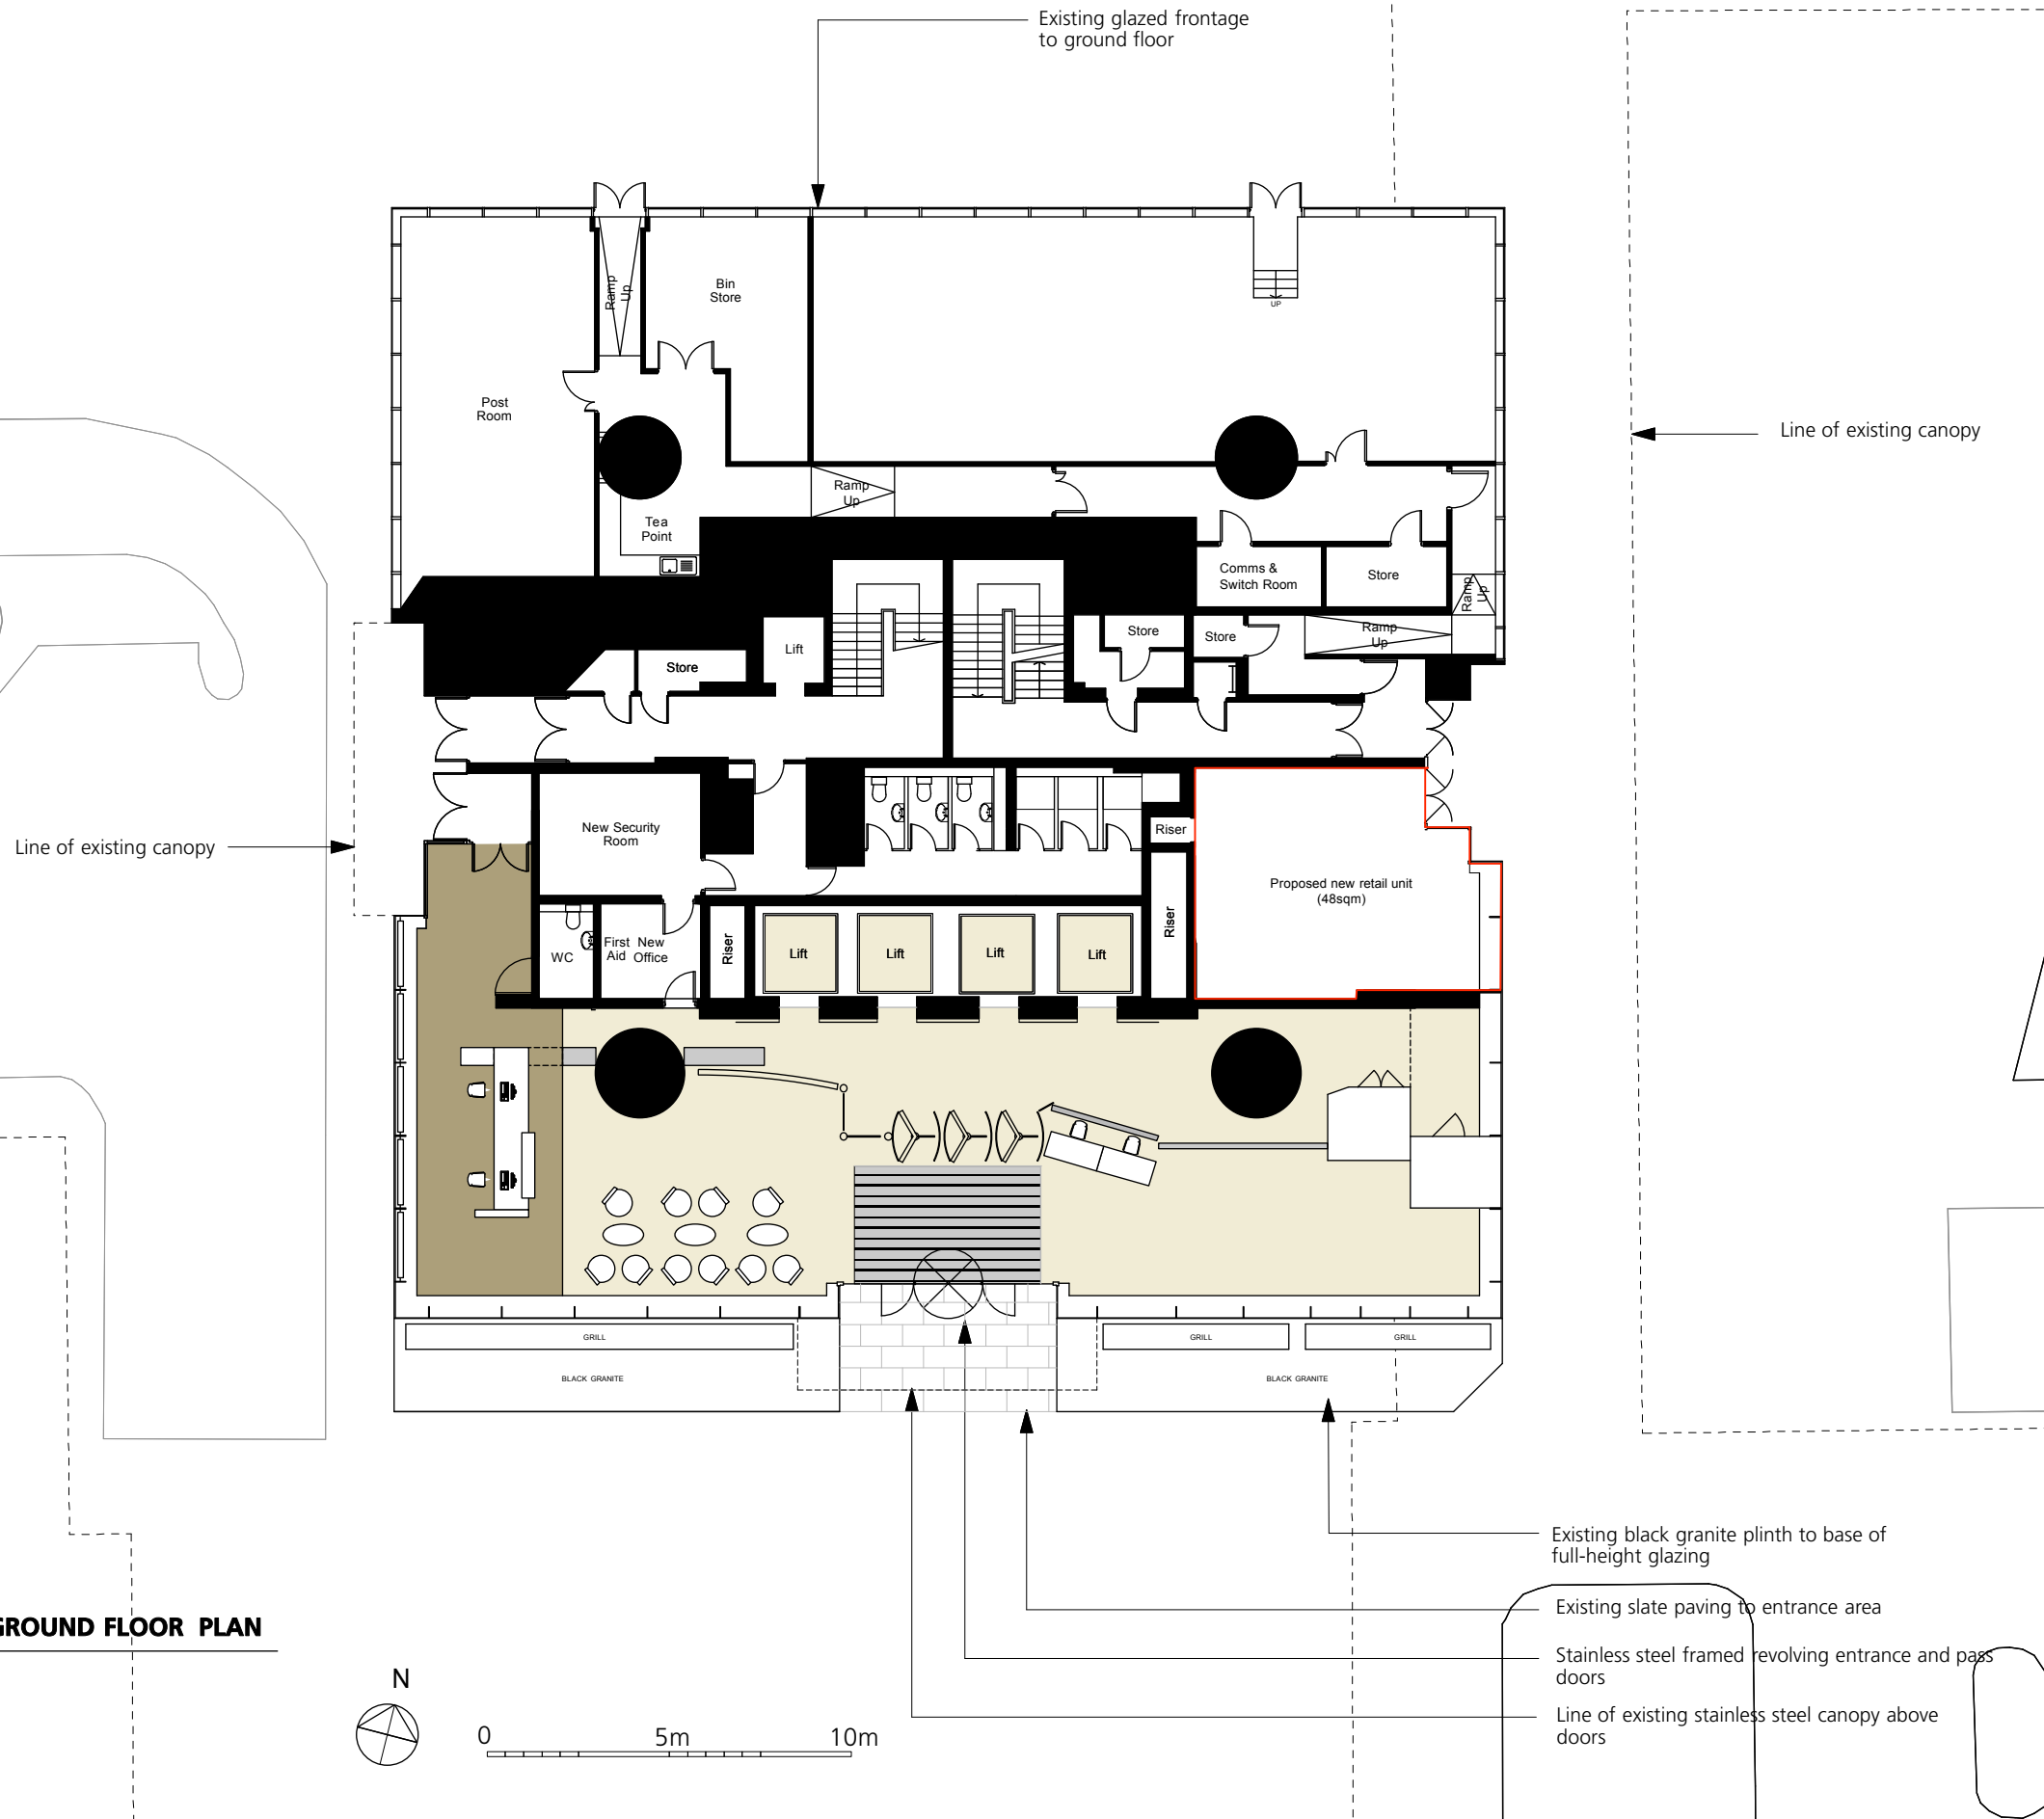 Existing glazed frontage
to ground floor
Bin
Store
Ramp
Up
UP
Post
Room
Line of existing canopy
Ramp
Up
Tea
Point
Comms &
Switch Room
Store
Ramp
Up
Store
Store
Ramp
Up
Lift
Store
New Security
Room
Riser
Line of existing canopy
Proposed new retail unit
(48sqm)
Riser
WC
First
Aid
New
Office
Riser
Lift
Lift
Lift
Lift
GRILL
GRILL
GRILL
BLACK GRANITE
BLACK GRANITE
Existing black granite plinth to base of
full-height glazing
Existing slate paving to entrance area
Stainless steel framed revolving entrance and pass
doors
Line of existing stainless steel canopy above
doors
GROUND FLOOR PLAN
N
0
5m
10m